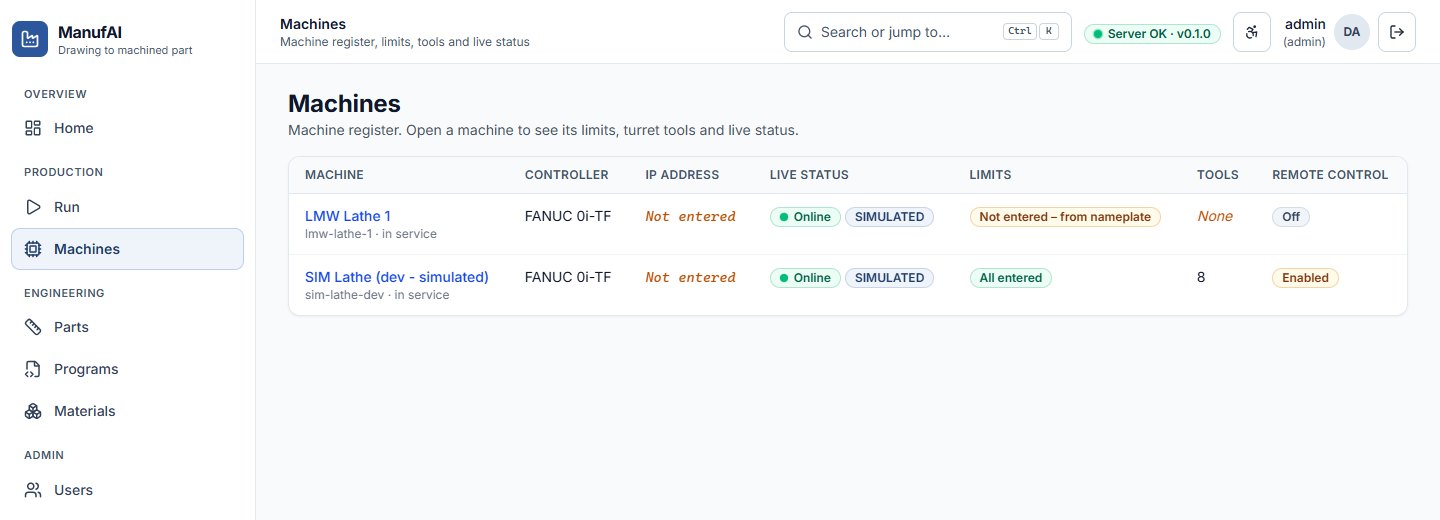 ManufAI
Drawing to machined part
OVERVIEW
Home
PRODUCTION
Run
Machines
ENGINEERING
Parts
Programs
Materials
ADMIN
Users
Machines
Machine register, limits, tools and live status
Search or jump to... Ctrl K
Server OK · v0.1.0
admin
(admin)
DA
Machines
Machine register. Open a machine to see its limits, turret tools and live status.
MACHINE CONTROLLER IP ADDRESS LIVE STATUS LIMITS TOOLS REMOTE CONTROL
LMW Lathe 1 FANUC 0i-TF Not entered Online SIMULATED Not entered – from nameplate None Off
lmw-lathe-1 · in service
SIM Lathe (dev - simulated) FANUC 0i-TF Not entered Online SIMULATED All entered 8 Enabled
sim-lathe-dev · in service